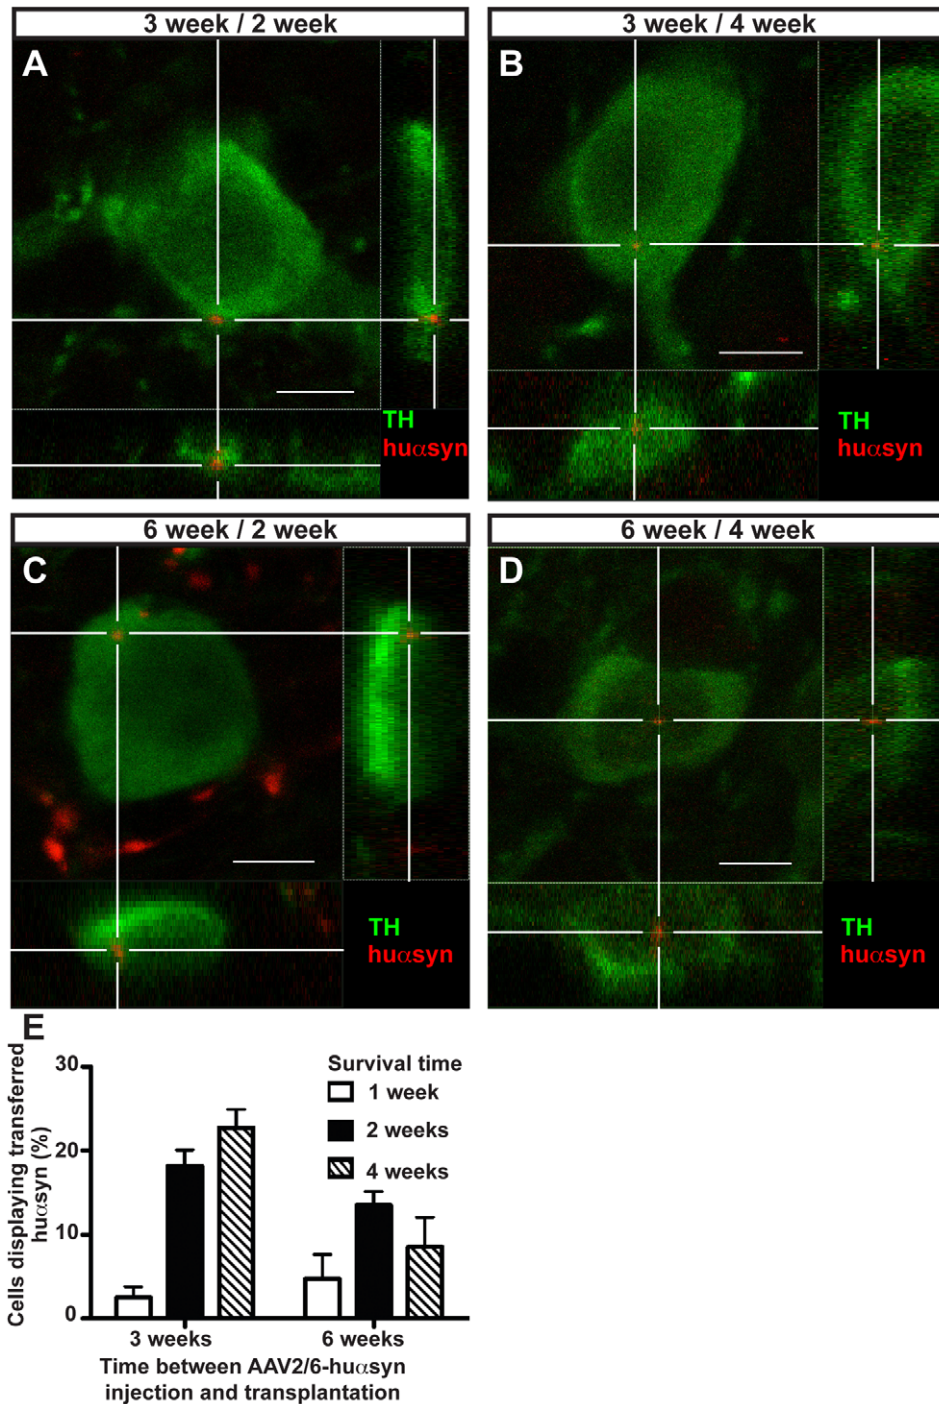 3 week / 2 week
3 week / 4 week
A
B
TH
huαsyn
TH
huαsyn
6 week / 2 week
6 week / 4 week
C
D
TH
huαsyn
TH
huαsyn
E
Cells displaying transferred
huαsyn (%)
30
20
10
0
Survival time
1 week
2 weeks
4 weeks
3 weeks
6 weeks
Time between AAV2/6-huαsyn
injection and transplantation